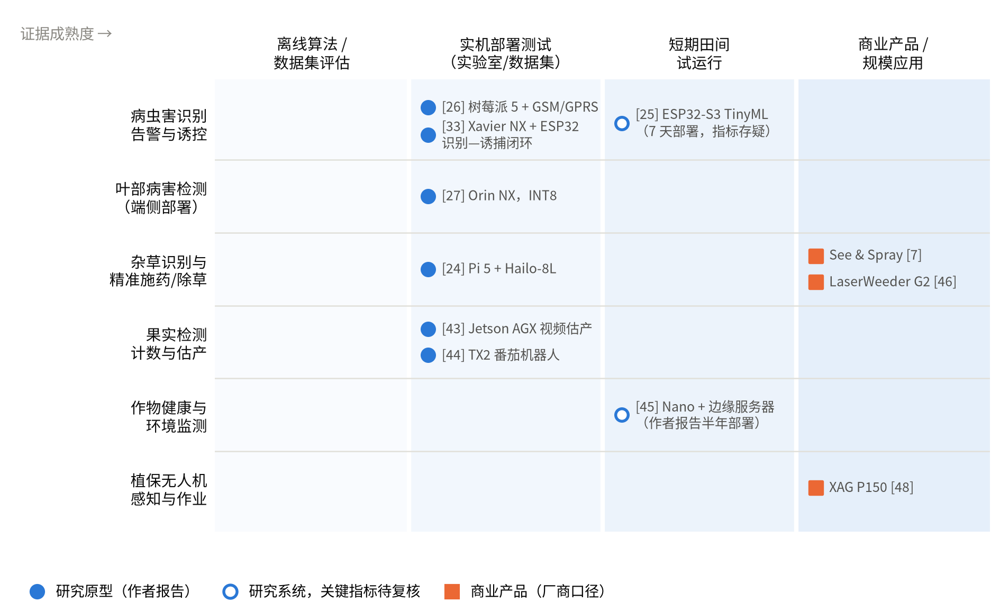 证据成熟度 →
离线算法 /
数据集评估
实机部署测试
（实验室/数据集）
短期田间
试运行
商业产品 /
规模应用
病虫害识别
告警与诱控
[26] 树莓派 5 + GSM/GPRS
[33] Xavier NX + ESP32
识别—诱捕闭环
[25] ESP32-S3 TinyML
（7 天部署，指标存疑）
叶部病害检测
（端侧部署）
[27] Orin NX，INT8
杂草识别与
精准施药/除草
[24] Pi 5 + Hailo-8L
See & Spray [7]
LaserWeeder G2 [46]
果实检测
计数与估产
[43] Jetson AGX 视频估产
[44] TX2 番茄机器人
作物健康与
环境监测
[45] Nano + 边缘服务器
（作者报告半年部署）
植保无人机
感知与作业
XAG P150 [48]
研究原型（作者报告）
研究系统，关键指标待复核
商业产品（厂商口径）